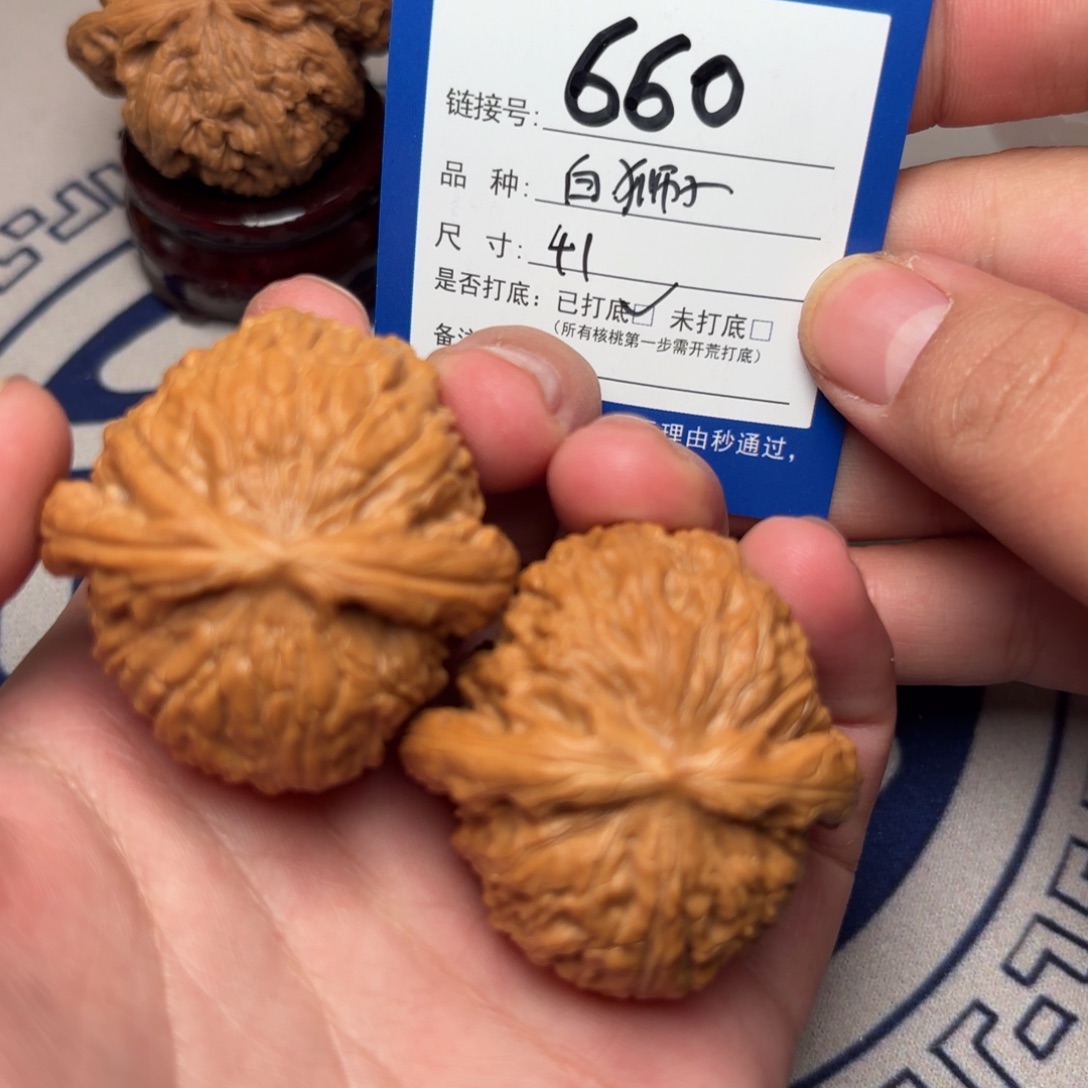 链接号: 660
品 种: 白狮子
尺 寸: 41
是否打底: 已打底☑ 未打底☐
(所有核桃第一步需开荒打底)
备
理由秒通过,